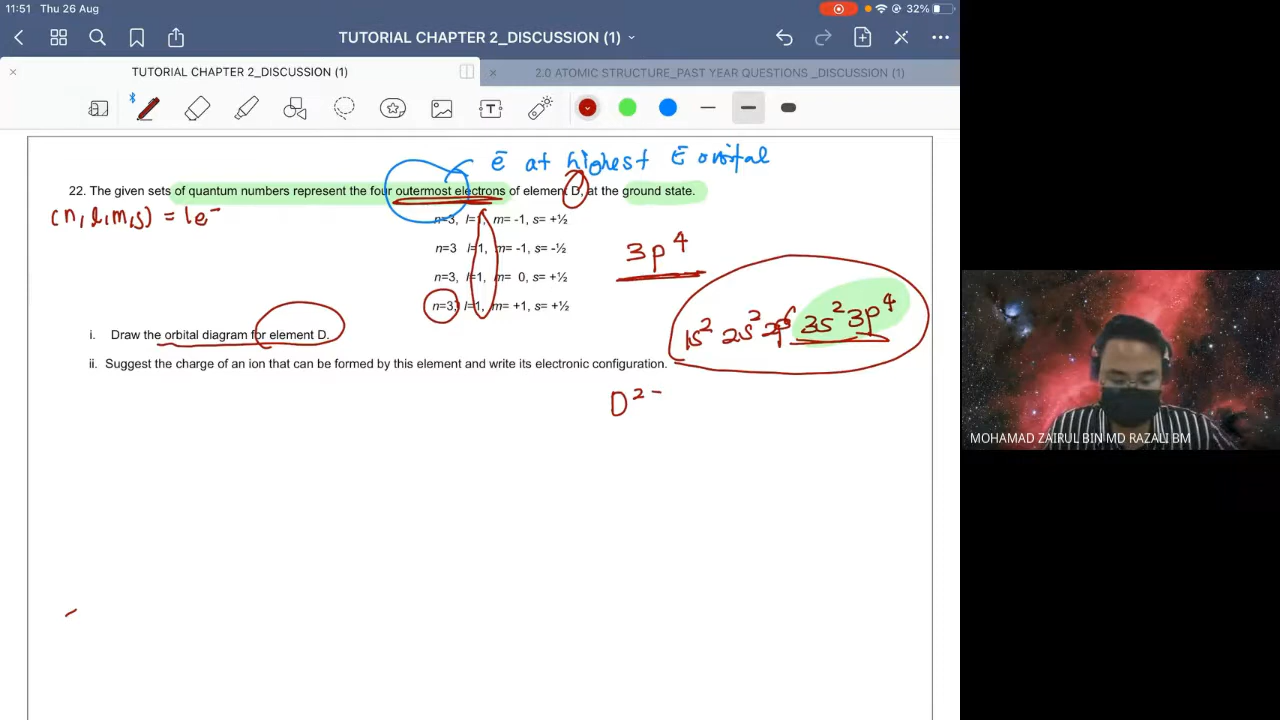 11:51 Thu 26 Aug 32%
TUTORIAL CHAPTER 2_DISCUSSION (1)
TUTORIAL CHAPTER 2_DISCUSSION (1)
2.0 ATOMIC STRUCTURE_PAST YEAR QUESTIONS _DISCUSSION (1)
e⁻ at highest E orbital
22. The given sets of quantum numbers represent the four outermost electrons of element D, at the ground state.
(n, l, m, s) = 1e⁻
n=3, l=1, m= -1, s= +½
n=3 l=1, m= -1, s= -½
n=3, l=1, m= 0, s= +½
n=3, l=1, m= +1, s= +½
3p⁴
1s² 2s² 2p⁶ 3s² 3p⁴
i. Draw the orbital diagram for element D.
ii. Suggest the charge of an ion that can be formed by this element and write its electronic configuration.
D²⁻
MOHAMAD ZAIRUL BIN MD RAZALI BM